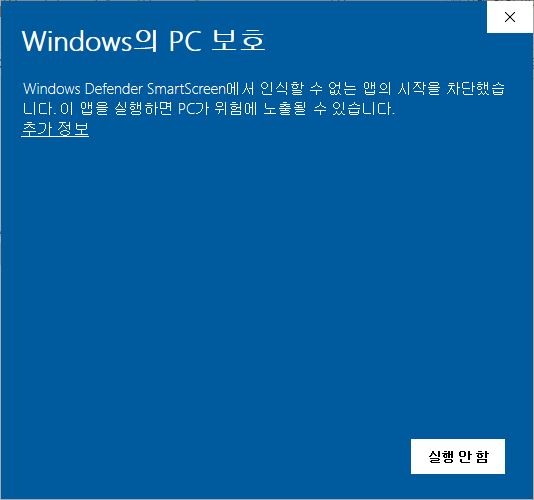 Windows의 PC 보호
Windows Defender SmartScreen에서 인식할 수 없는 앱의 시작을 차단했습
니다. 이 앱을 실행하면 PC가 위험에 노출될 수 있습니다.
추가 정보
실행 안 함